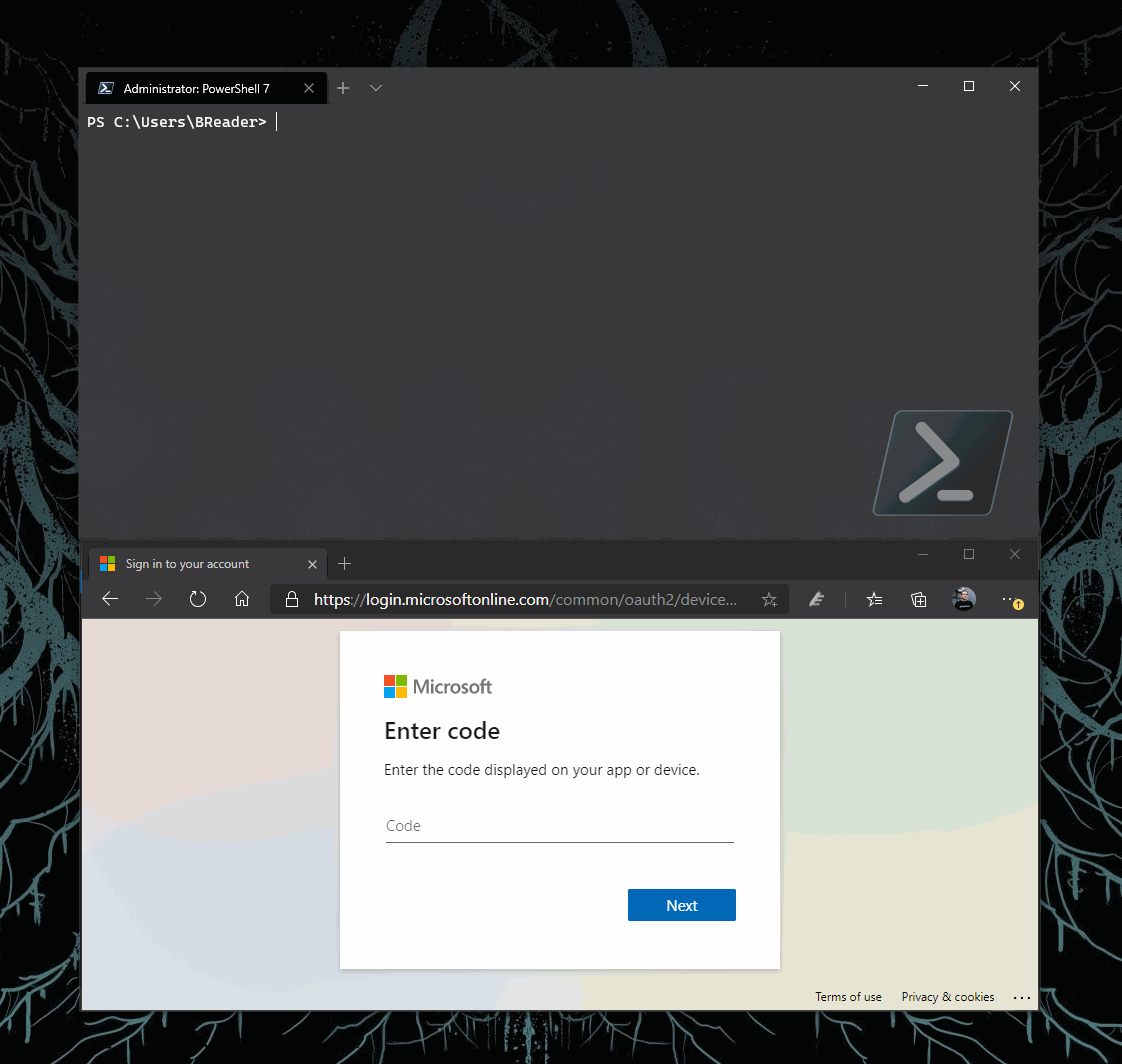 Administrator: PowerShell 7
PS C:\Users\BReader>
Sign in to your account
https://login.microsoftonline.com/common/oauth2/device...
Microsoft
Enter code
Enter the code displayed on your app or device.
Code
Next
Terms of use Privacy & cookies ...